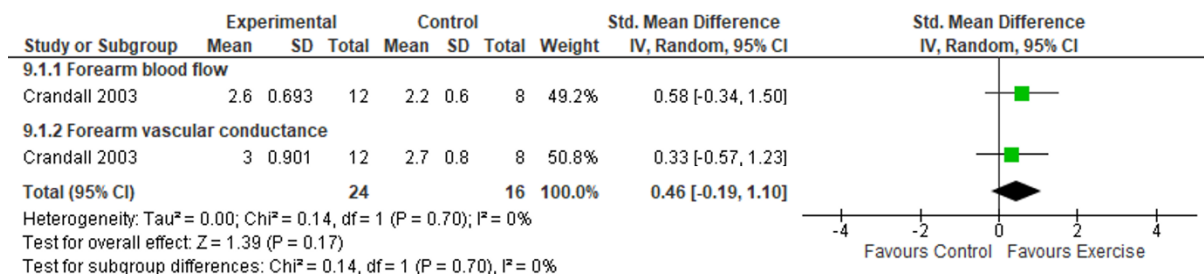 Experimental Control Std. Mean Difference Std. Mean Difference
Study or Subgroup Mean SD Total Mean SD Total Weight IV, Random, 95% CI IV, Random, 95% CI
9.1.1 Forearm blood flow
Crandall 2003 2.6 0.693 12 2.2 0.6 8 49.2% 0.58 [-0.34, 1.50]
9.1.2 Forearm vascular conductance
Crandall 2003 3 0.901 12 2.7 0.8 8 50.8% 0.33 [-0.57, 1.23]
Total (95% CI) 24 16 100.0% 0.46 [-0.19, 1.10]
Heterogeneity: Tau² = 0.00; Chi² = 0.14, df = 1 (P = 0.70); I² = 0%
Test for overall effect: Z = 1.39 (P = 0.17)
Test for subgroup differences: Chi² = 0.14, df = 1 (P = 0.70), I² = 0%
-4 -2 0 2 4
Favours Control Favours Exercise